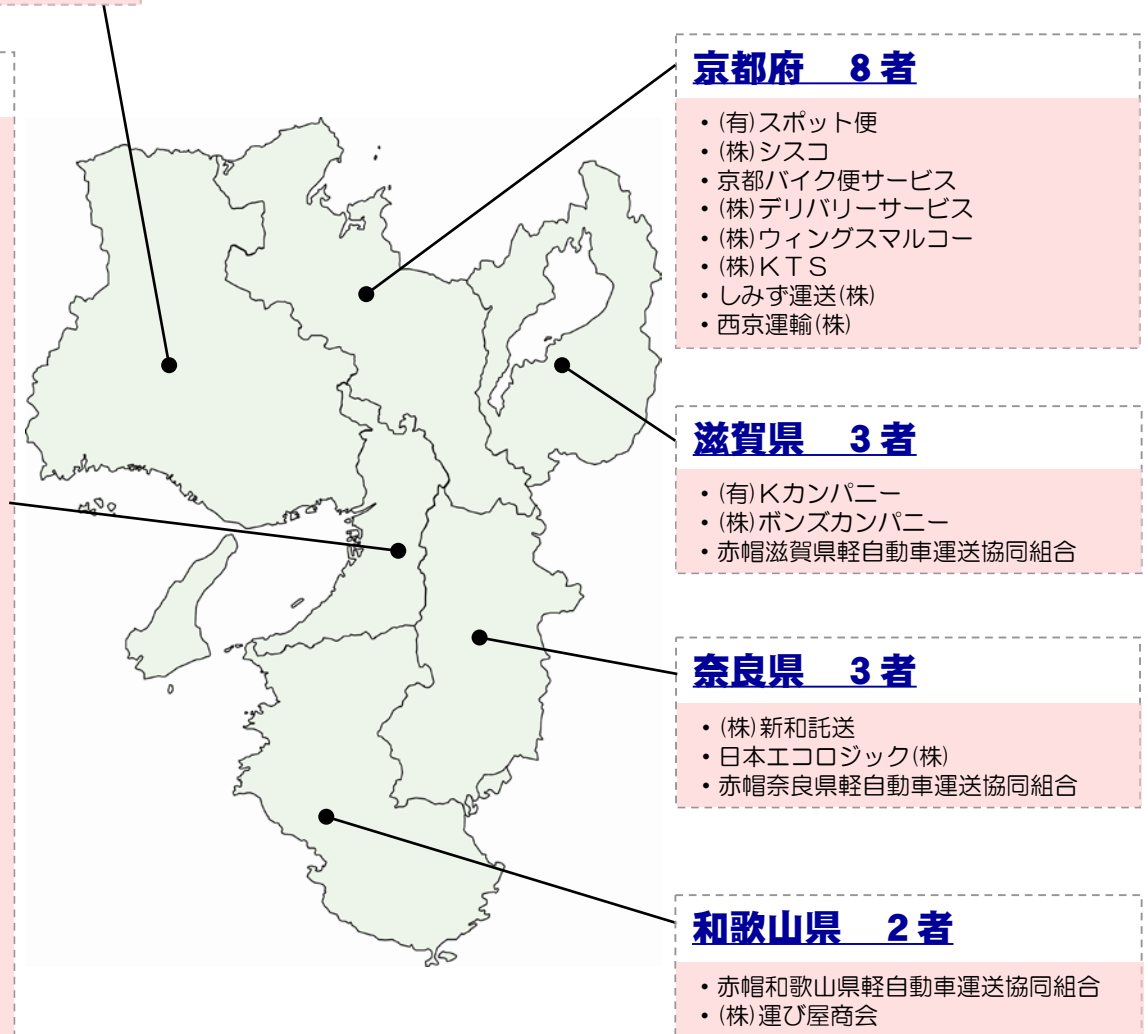 京都府　8者
・(有)スポット便
・(株)シスコ
・京都バイク便サービス
・(株)デリバリーサービス
・(株)ウィングスマルコー
・(株)ＫＴＳ
・しみず運送(株)
・西京運輸(株)
滋賀県　3者
・(有)Ｋカンパニー
・(株)ボンズカンパニー
・赤帽滋賀県軽自動車運送協同組合
奈良県　3者
・(株)新和託送
・日本エコロジック(株)
・赤帽奈良県軽自動車運送協同組合
和歌山県　2者
・赤帽和歌山県軽自動車運送協同組合
・(株)運び屋商会